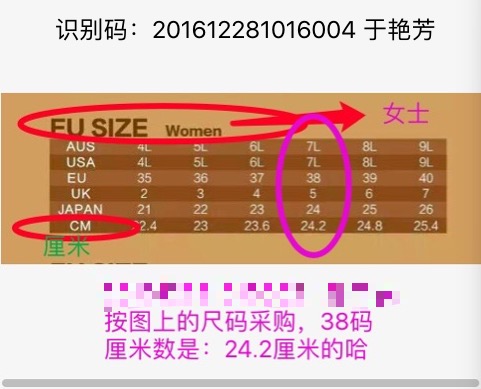 识别码：201612281016004 于艳芳
女士
EU SIZE Women
AUS 4L 5L 6L 7L 8L 9L
USA 4L 5L 6L 7L 8L 9L
EU 35 36 37 38 39 40
UK 2 3 4 5 6 7
JAPAN 21 22 23 24 25 26
CM 22.4 23 23.6 24.2 24.8 25.4
厘米
按图上的尺码采购，38码
厘米数是：24.2厘米的哈